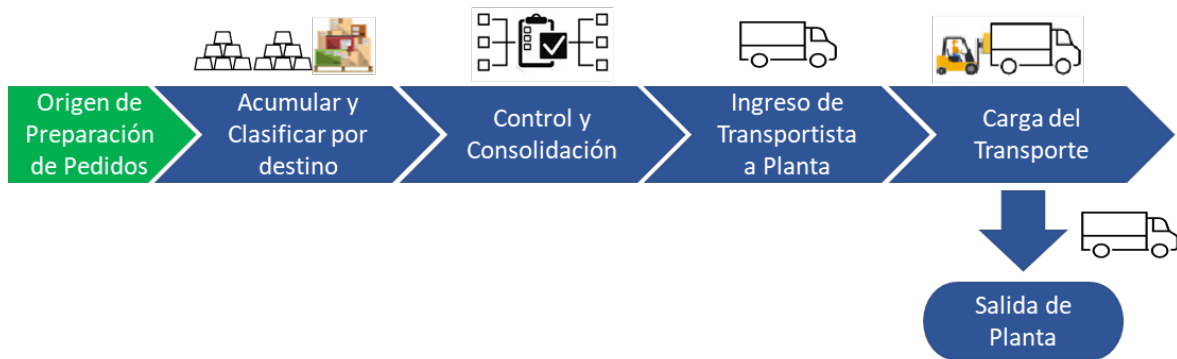 Origen de
Preparación
de Pedidos
Acumular y
Clasificar por
destino
Control y
Consolidación
Ingreso de
Transportista
a Planta
Carga del
Transporte
Salida de
Planta